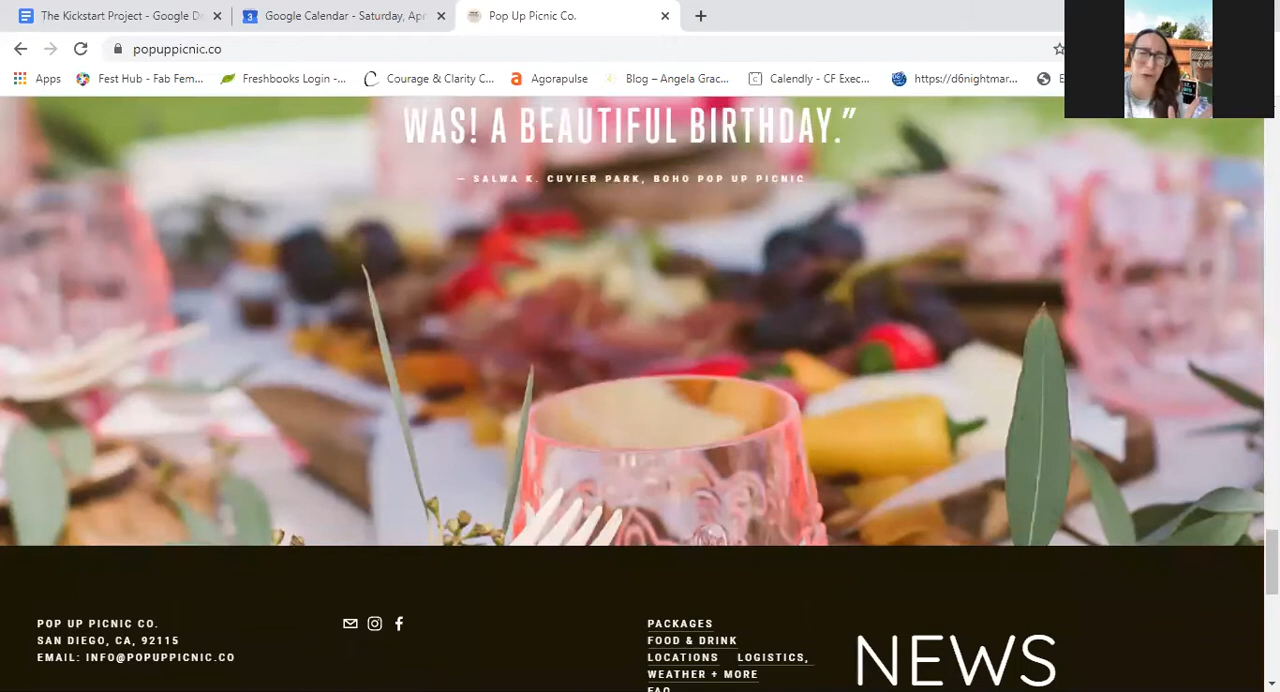 The Kickstart Project - Google D
Google Calendar - Saturday, Apr
Pop Up Picnic Co.
popuppicnic.co
Apps
Fest Hub - Fab Fem...
Freshbooks Login -...
Courage & Clarity C...
Agorapulse
Blog – Angela Grac...
Calendly - CF Exec...
https://d6nightmar...
E
WAS! A BEAUTIFUL BIRTHDAY.”
— SALWA K. CUVIER PARK, BOHO POP UP PICNIC
POP UP PICNIC CO.
SAN DIEGO, CA, 92115
EMAIL: INFO@POPUPPICNIC.CO
PACKAGES
FOOD & DRINK
LOCATIONS LOGISTICS,
WEATHER + MORE
FAQ
NEWS